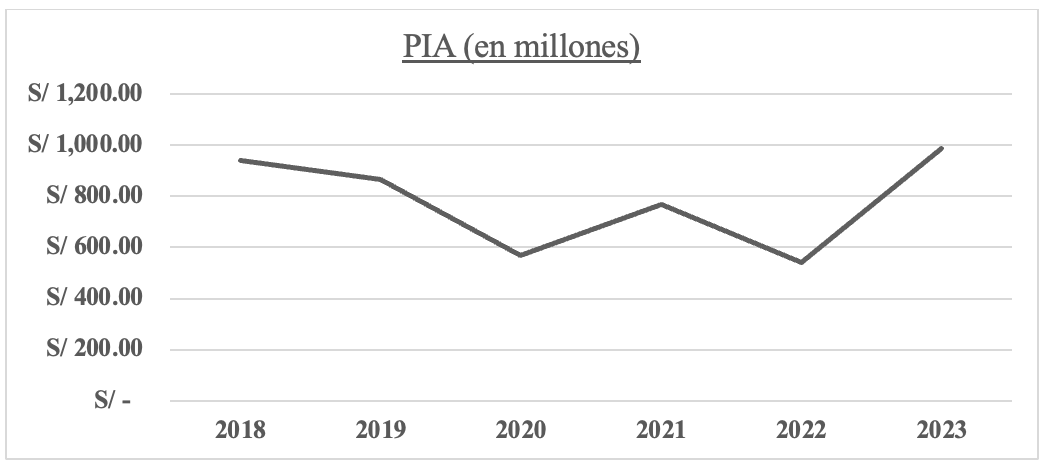 PIA (en millones)
S/ 1,200.00
S/ 1,000.00
S/ 800.00
S/ 600.00
S/ 400.00
S/ 200.00
S/ -
2018 2019 2020 2021 2022 2023